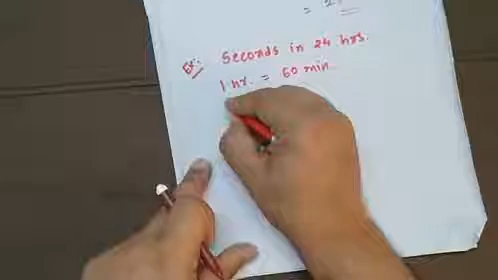 Ex:- Seconds in 24 hrs.
1 hr. = 60 min